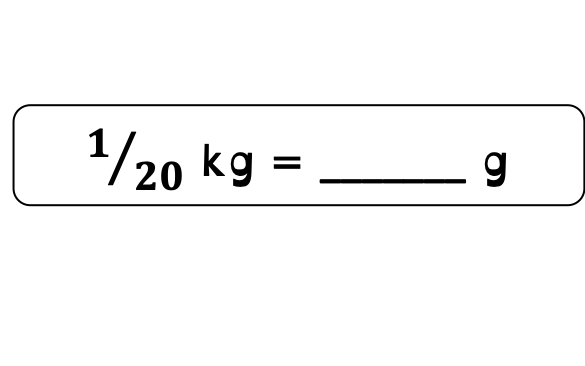 1/20 kg = ______ g